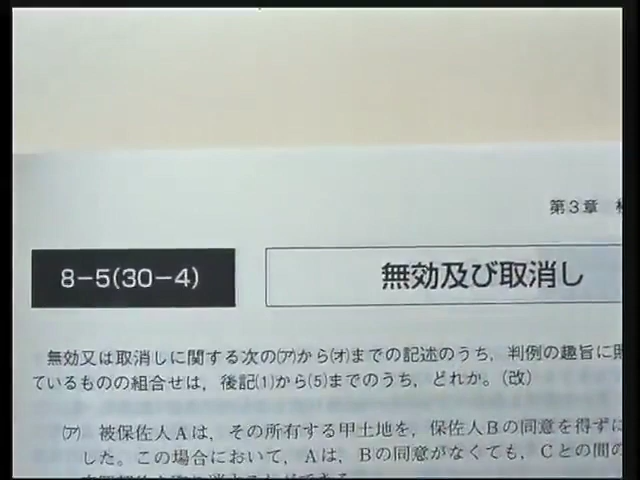 第3章
8-5(30-4)
無効及び取消し
無効又は取消しに関する次の(ア)から(オ)までの記述のうち，判例の趣旨に
ているものの組合せは，後記(1)から(5)までのうち，どれか。（改）
(ア) 被保佐人Aは，その所有する甲土地を，保佐人Bの同意を得ずに
した。この場合において，Aは，Bの同意がなくても，Cとの間の